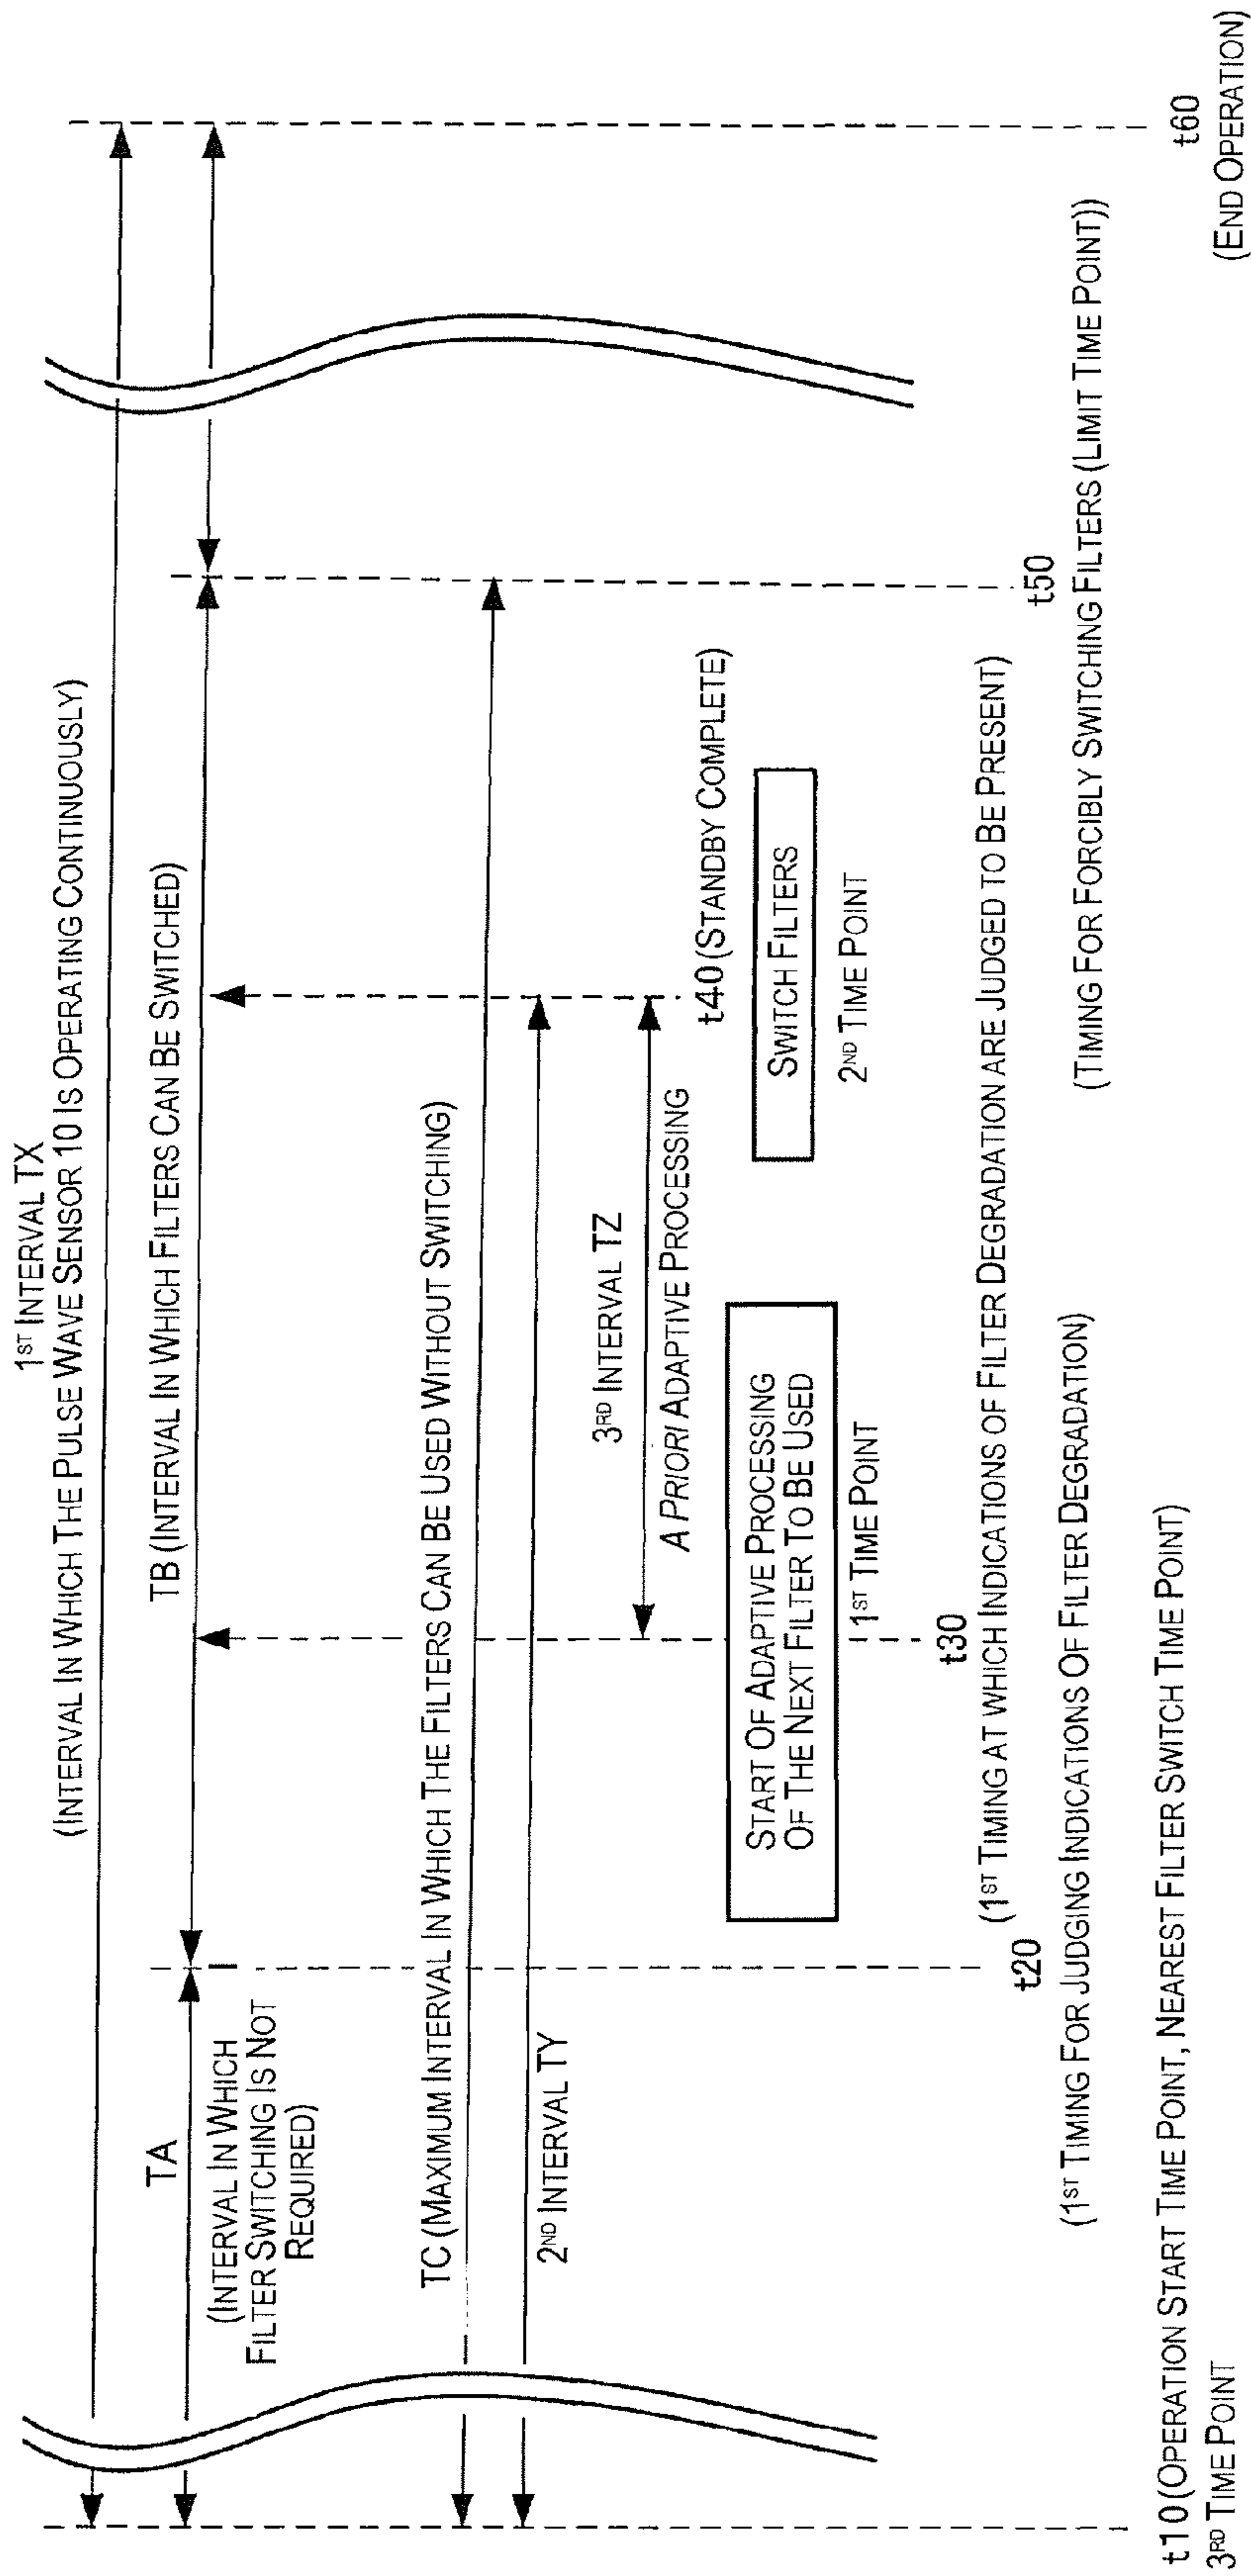 1ST INTERVAL TX
(INTERVAL IN WHICH THE PULSE WAVE SENSOR 10 IS OPERATING CONTINUOUSLY)
TA
(INTERVAL IN WHICH
FILTER SWITCHING IS NOT
REQUIRED)
TB (INTERVAL IN WHICH FILTERS CAN BE SWITCHED)
TC (MAXIMUM INTERVAL IN WHICH THE FILTERS CAN BE USED WITHOUT SWITCHING)
2ND INTERVAL TY
3RD INTERVAL TZ
A PRIORI ADAPTIVE PROCESSING
t40 (STANDBY COMPLETE)
START OF ADAPTIVE PROCESSING
OF THE NEXT FILTER TO BE USED
SWITCH FILTERS
1ST TIME POINT
2ND TIME POINT
t30
(1ST TIMING AT WHICH INDICATIONS OF FILTER DEGRADATION ARE JUDGED TO BE PRESENT)
t20
(1ST TIMING FOR JUDGING INDICATIONS OF FILTER DEGRADATION)
t50
(TIMING FOR FORCIBLY SWITCHING FILTERS (LIMIT TIME POINT))
t10 (OPERATION START TIME POINT, NEAREST FILTER SWITCH TIME POINT)
3RD TIME POINT
t60
(END OPERATION)